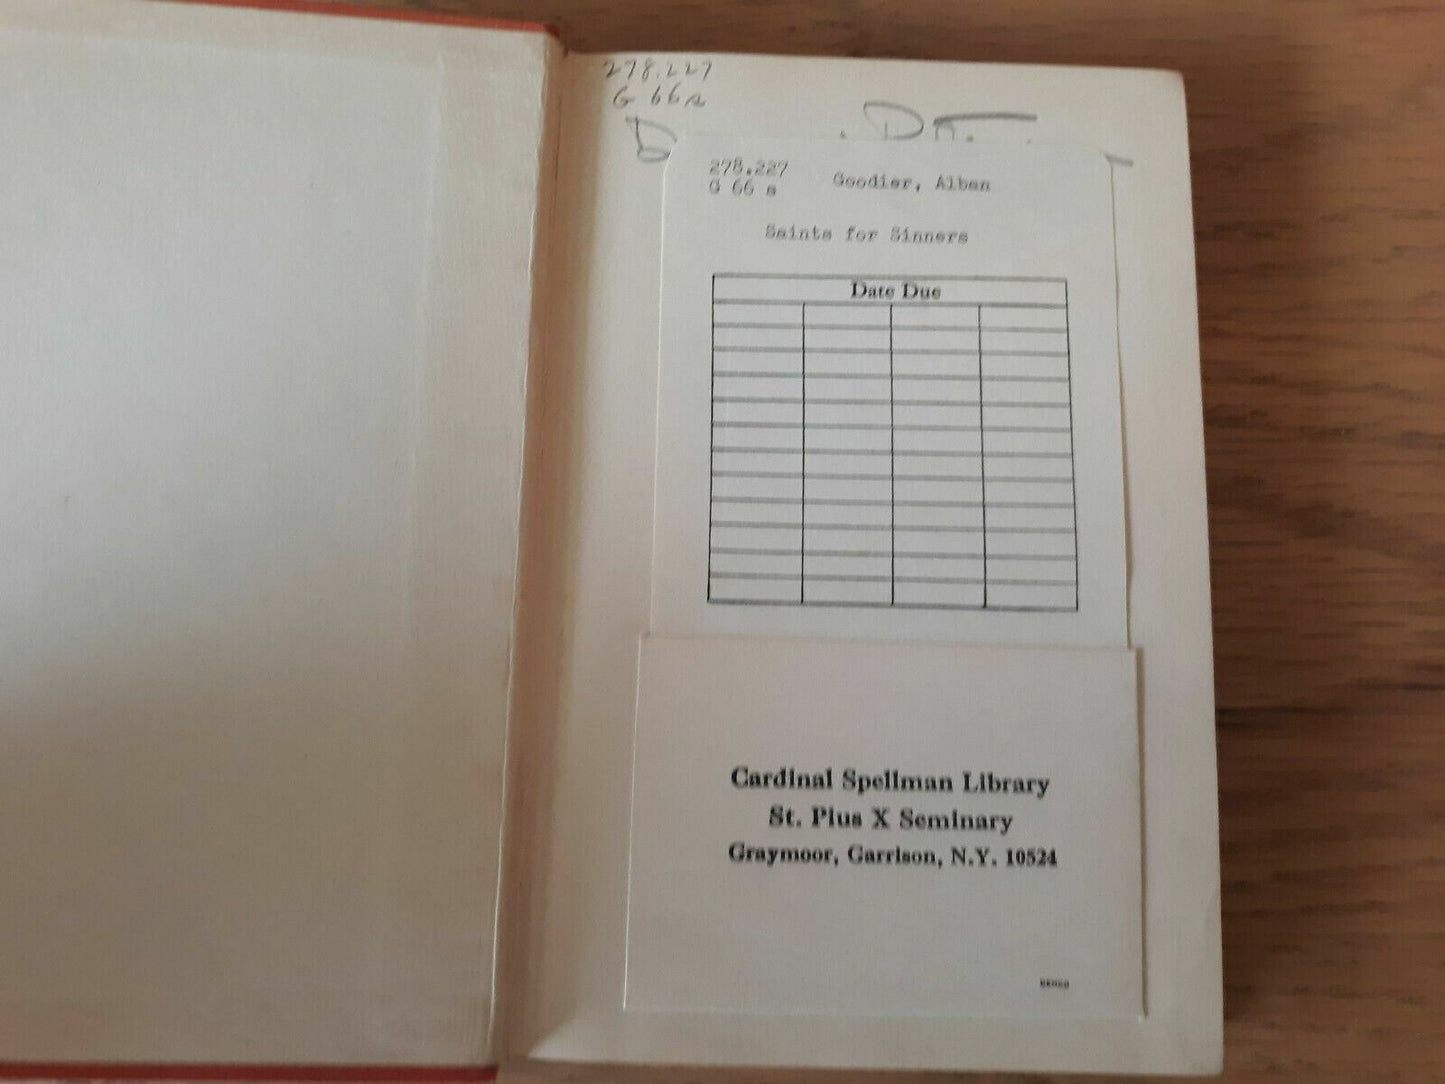 278.227
G 66s
278.227
G 66 s
Goodier, Alban
Saints for Sinners
Date Due
Cardinal Spellman Library
St. Pius X Seminary
Graymoor, Garrison, N.Y. 10524